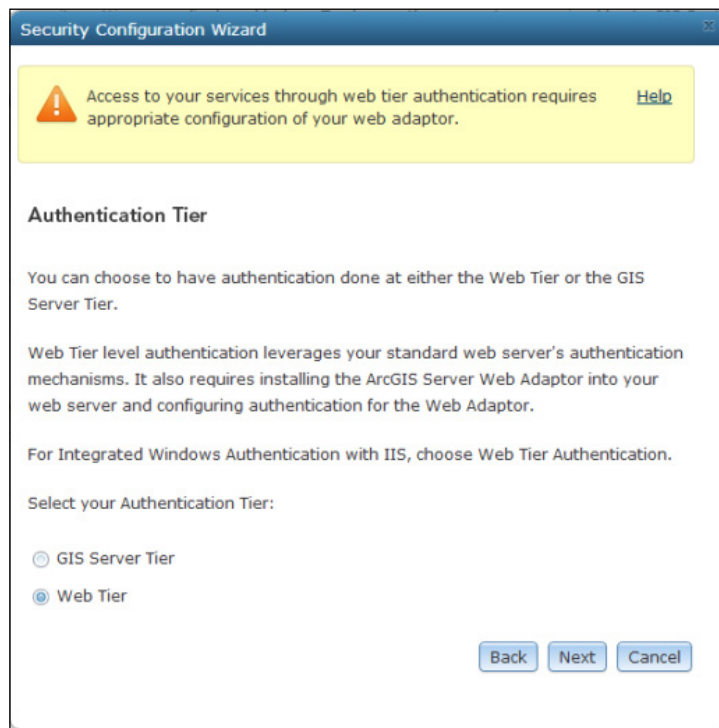 Security Configuration Wizard
Access to your services through web tier authentication requires Help
appropriate configuration of your web adaptor.
Authentication Tier
You can choose to have authentication done at either the Web Tier or the GIS
Server Tier.
Web Tier level authentication leverages your standard web server's authentication
mechanisms. It also requires installing the ArcGIS Server Web Adaptor into your
web server and configuring authentication for the Web Adaptor.
For Integrated Windows Authentication with IIS, choose Web Tier Authentication.
Select your Authentication Tier:
GIS Server Tier
Web Tier
Back Next Cancel